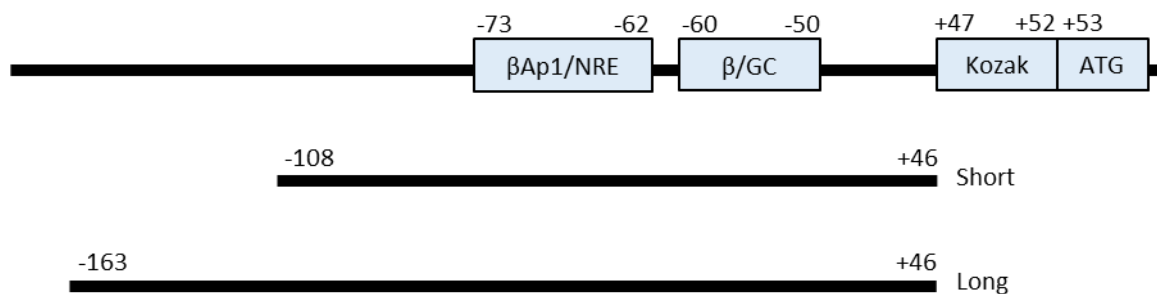 -73 -62 -60 -50 +47 +52 +53
βAp1/NRE β/GC Kozak ATG
-108 +46
Short
-163 +46
Long